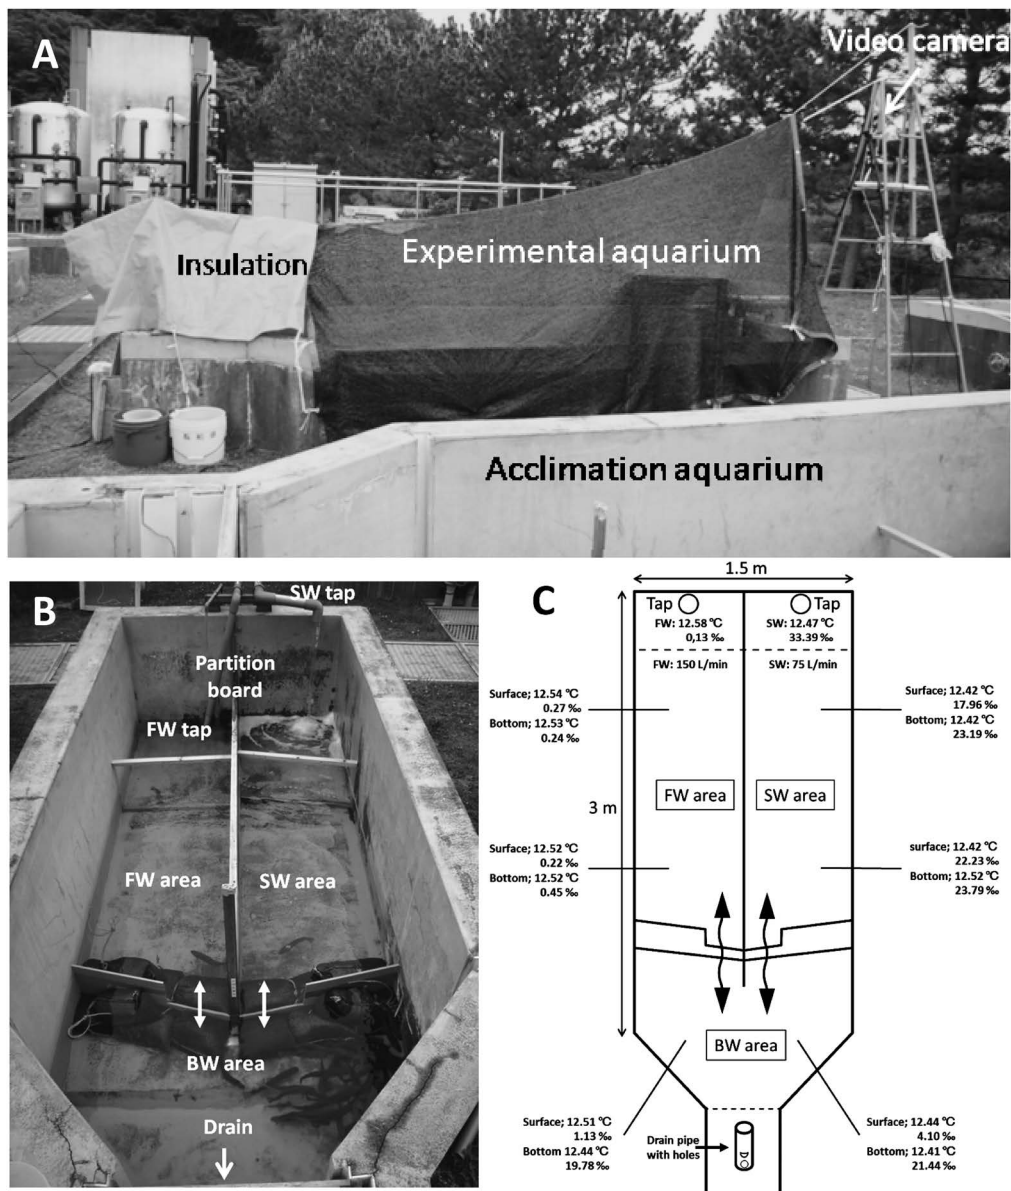 A
Video camera
Insulation
Experimental aquarium
Acclimation aquarium
B
SW tap
Partition
board
FW tap
FW area
SW area
BW area
Drain
C
1.5 m
Tap
FW: 12.58 ℃
0,13 ‰
Tap
SW: 12.47 ℃
33.39 ‰
FW: 150 L/min
SW: 75 L/min
Surface; 12.54 ℃
0.27 ‰
Bottom; 12.53 ℃
0.24 ‰
Surface; 12.42 ℃
17.96 ‰
Bottom; 12.42 ℃
23.19 ‰
3 m
FW area
SW area
Surface; 12.52 ℃
0.22 ‰
Bottom; 12.52 ℃
0.45 ‰
surface; 12.42 ℃
22.23 ‰
Bottom; 12.52 ℃
23.79 ‰
BW area
Surface; 12.51 ℃
1.13 ‰
Bottom 12.44 ℃
19.78 ‰
Drain pipe
with holes
Surface; 12.44 ℃
4.10 ‰
Bottom; 12.41 ℃
21.44 ‰